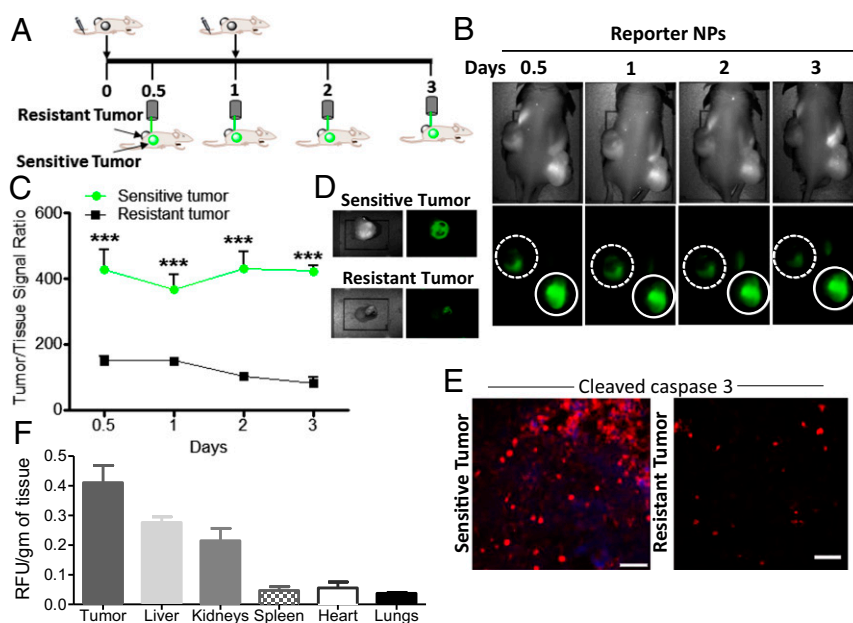 A
0
0.5
1
2
3
Resistant Tumor
Sensitive Tumor
B
Reporter NPs
Days 0.5 1 2 3
C
Sensitive tumor
Resistant tumor
Tumor/Tissue Signal Ratio
600
400
200
0
***
***
***
***
0.5 1 2 3
Days
D
Sensitive Tumor
Resistant Tumor
E
Cleaved caspase 3
Sensitive Tumor
Resistant Tumor
F
RFU/gm of tissue
0.5
0.4
0.3
0.2
0.1
0.0
Tumor Liver Kidneys Spleen Heart Lungs